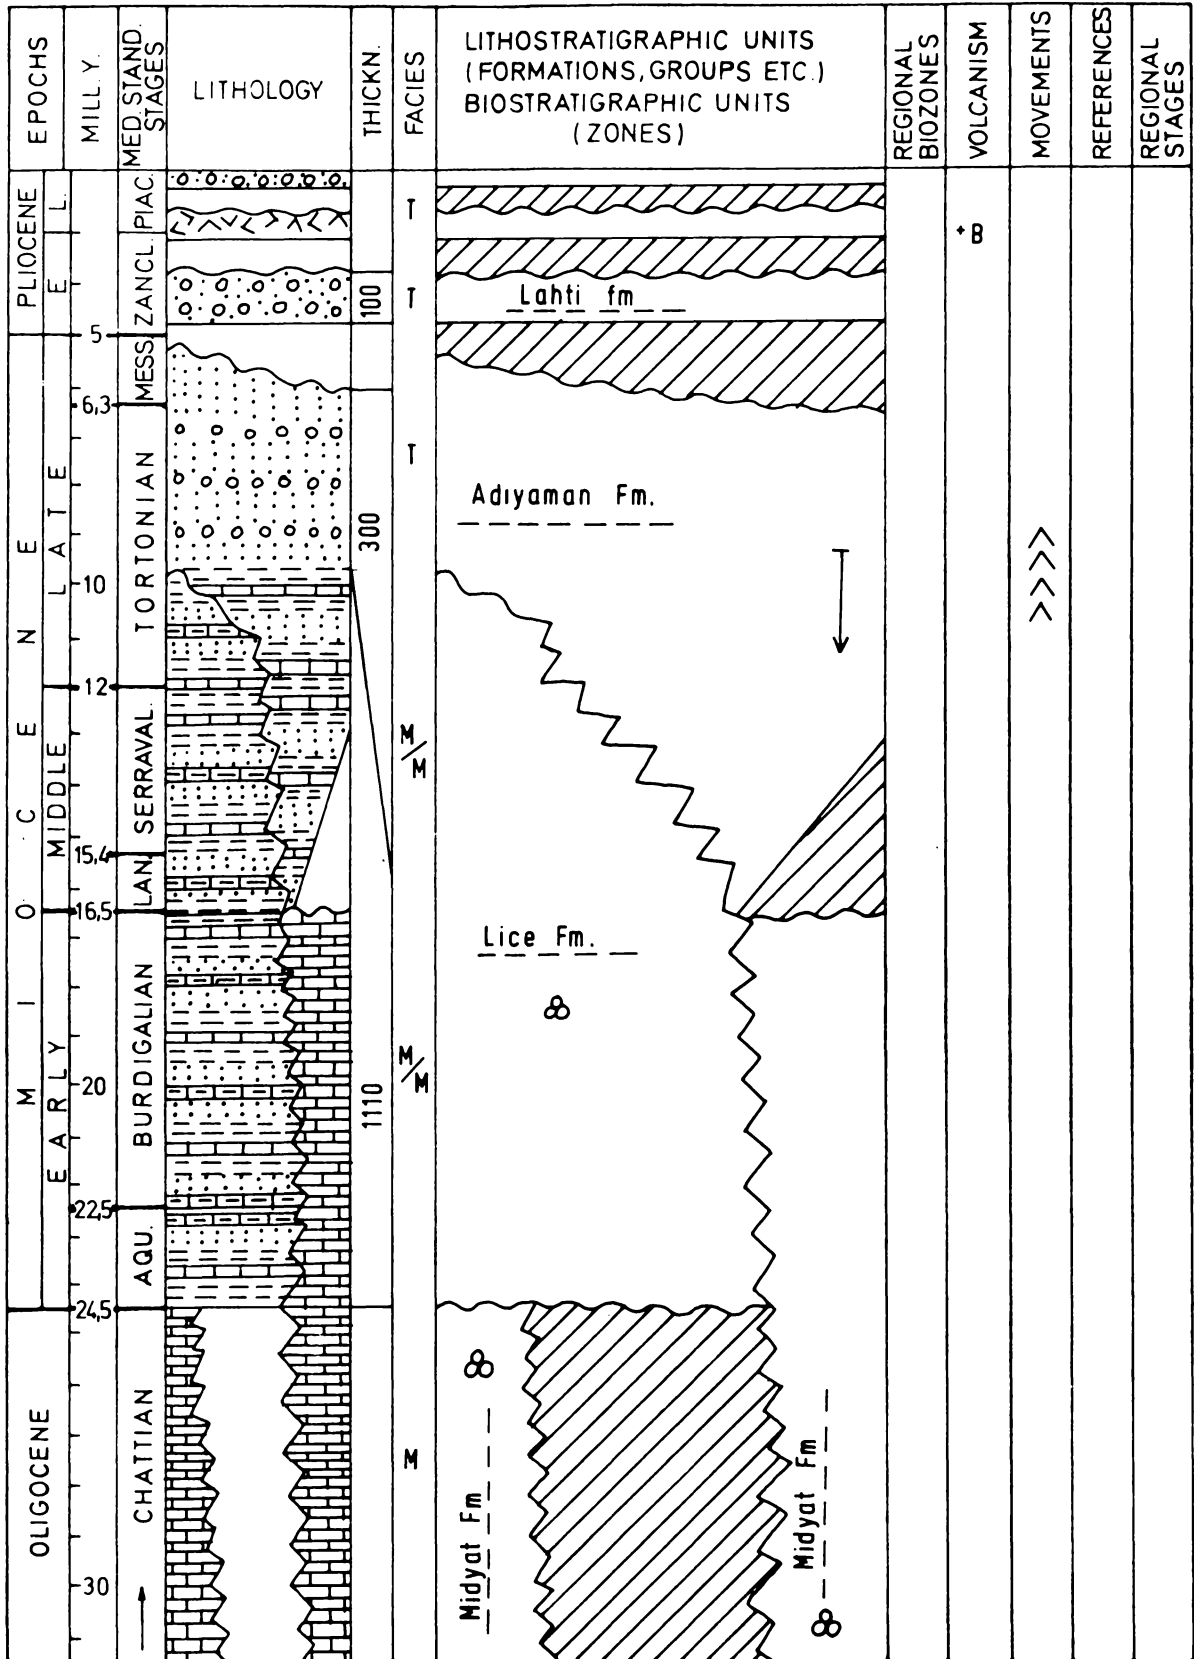 EPOCHS
MILL. Y.
MED. STAND.
STAGES
LITHOLOGY
THICKN.
FACIES
LITHOSTRATIGRAPHIC UNITS
(FORMATIONS, GROUPS ETC.)
BIOSTRATIGRAPHIC UNITS
(ZONES)
REGIONAL
BIOZONES
VOLCANISM
MOVEMENTS
REFERENCES
REGIONAL
STAGES
PLIOCENE
L.
E
PIAC.
ZANCL.
T
+B
100
T
Lahti fm
5
MIOCENE
LATE
MESS.
6,3
TORTONIAN
T
300
Adıyaman Fm.
10
12
MIDDLE
SERRAVAL.
M/M
15,4
LAN.
16,5
EARLY
BURDIGALIAN
Lice Fm.
20
1110
M/M
22,5
AQU.
24,5
OLIGOCENE
CHATTIAN
M
Midyat Fm
Midyat Fm
30